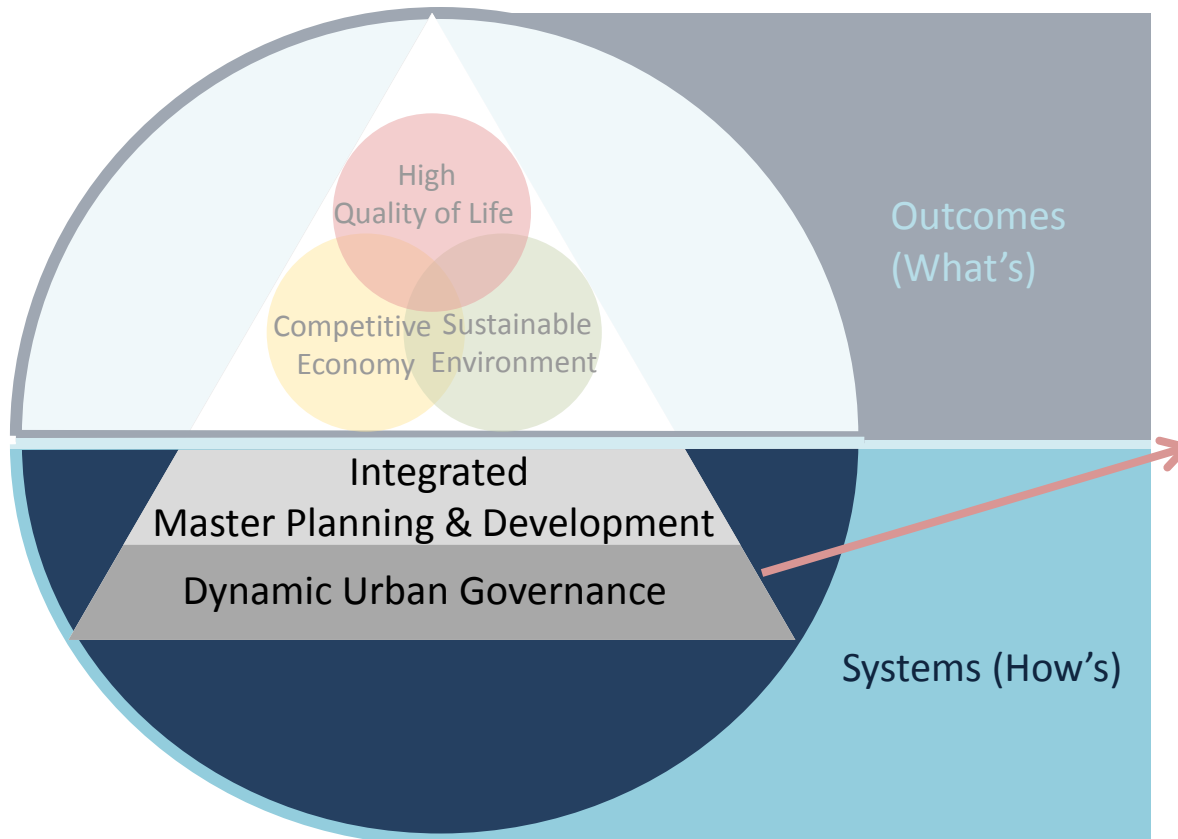 High
Quality of Life
Competitive
Economy
Sustainable
Environment
Outcomes
(What's)
Integrated
Master Planning & Development
Dynamic Urban Governance
Systems (How's)